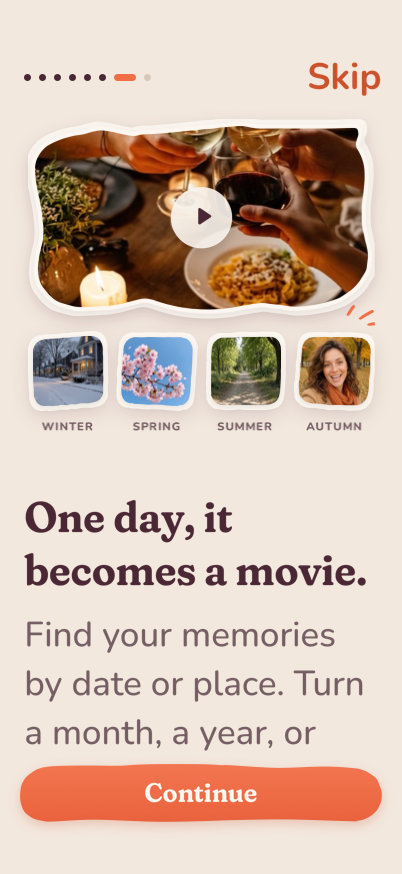 Skip
WINTER
SPRING
SUMMER
AUTUMN
One day, it
becomes a movie.
Find your memories
by date or place. Turn
a month, a year, or
Continue